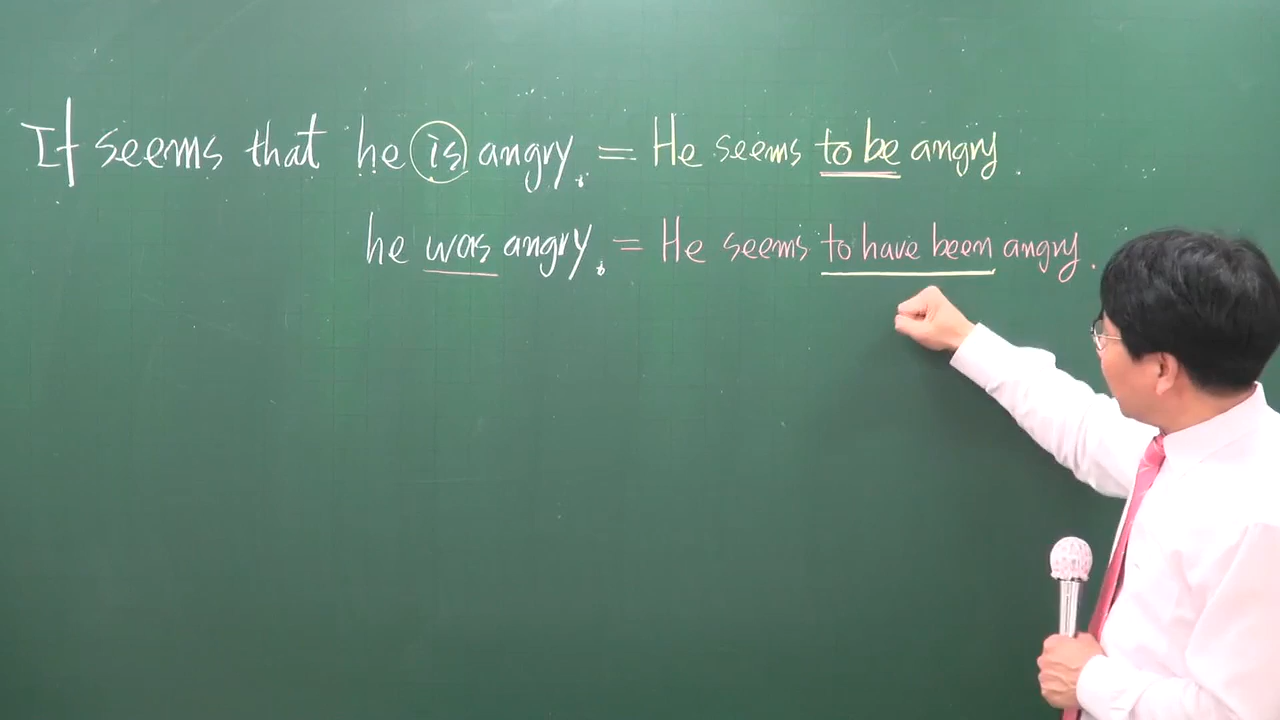 It seems that he is angry. = He seems to be angry.
he was angry. = He seems to have been angry.